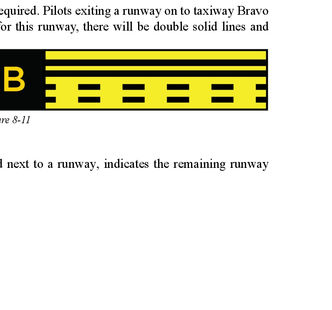 equired. Pilots exiting a runway on to taxiway Bravo
for this runway, there will be double solid lines and
B
re 8-11
next to a runway, indicates the remaining runway